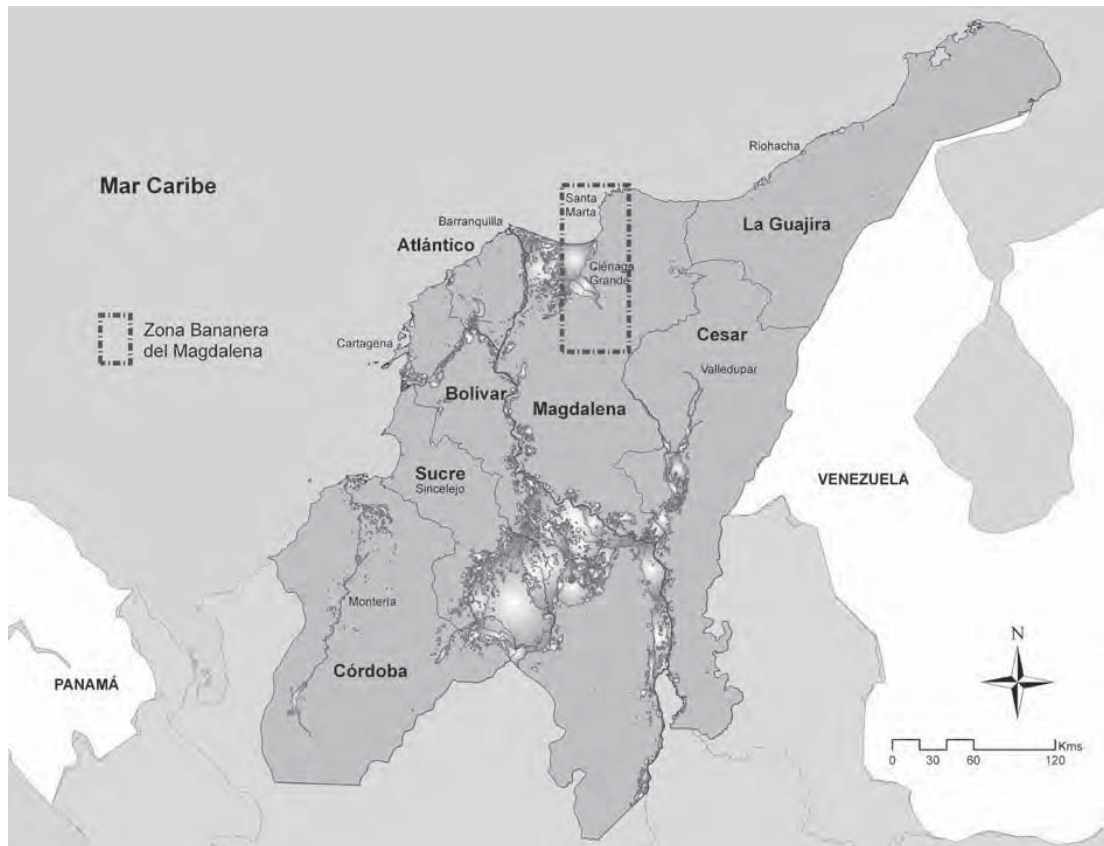 Mar Caribe
Zona Bananera
del Magdalena
Riohacha
La Guajira
Santa
Marta
Barranquilla
Atlántico
Ciénaga
Grande
Cartagena
Cesar
Valledupar
Bolivar
Magdalena
Sucre
Sincelejo
VENEZUELA
Montería
Córdoba
PANAMÁ
N
Kms
0 30 60 120